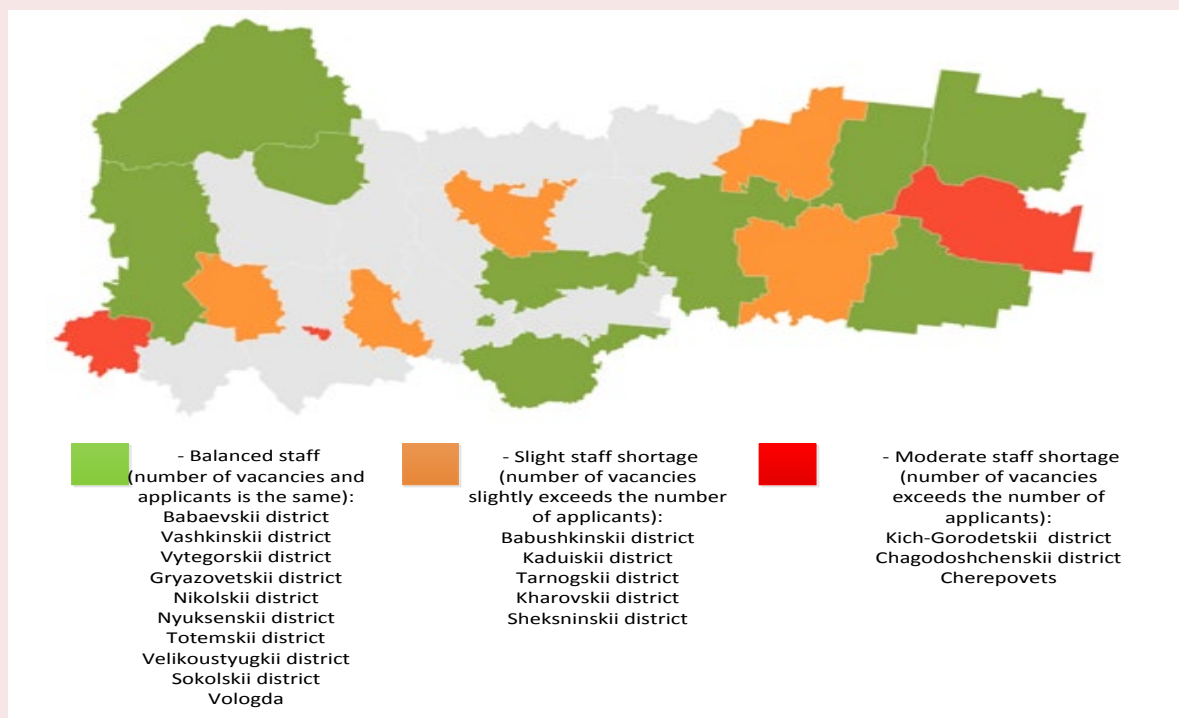 - Balanced staff
(number of vacancies and
applicants is the same):
Babaevskii district
Vashkinskii district
Vytegorskii district
Gryazovetskii district
Nikolskii district
Nyuksenskii district
Totemskii district
Velikoustyugkii district
Sokolskii district
Vologda
- Slight staff shortage
(number of vacancies
slightly exceeds the number
of applicants):
Babushkinskii district
Kaduiskii district
Tarnogskii district
Kharovskii district
Sheksninskii district
- Moderate staff shortage
(number of vacancies
exceeds the number of
applicants):
Kich-Gorodetskii district
Chagodoshchenskii district
Cherepovets